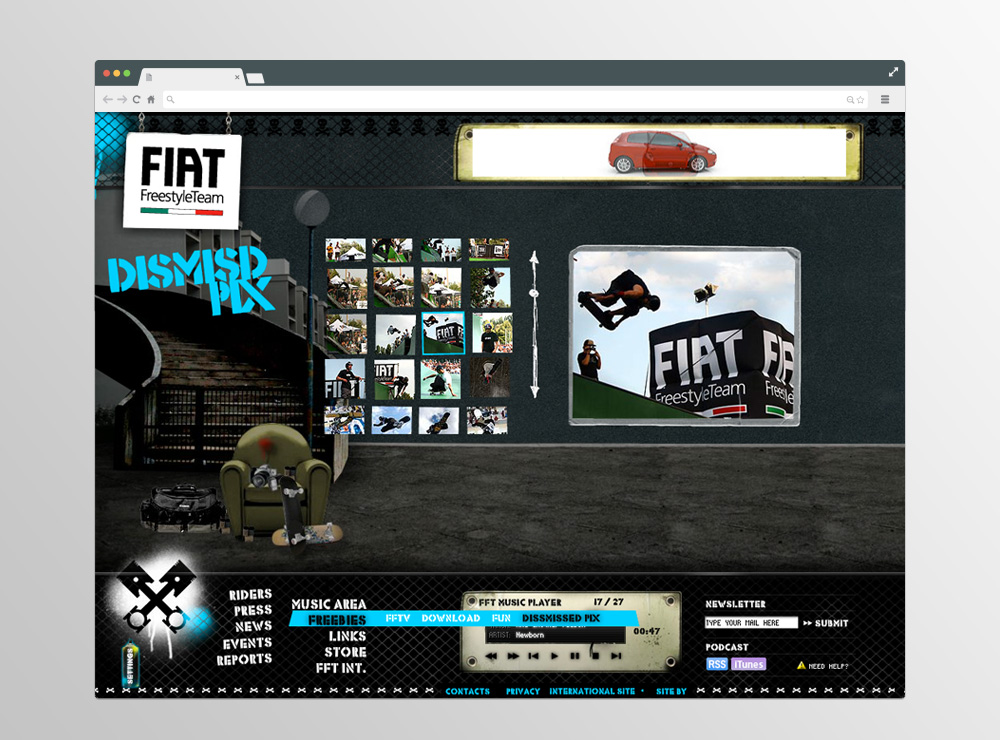 FIAT
FreestyleTeam
DISMISD
PIX
FIAT
FreestyleTeam
RIDERS
PRESS
NEWS
EVENTS
REPORTS
MUSIC AREA
FREEBIES
LINKS
STORE
FFT INT.
FFTV DOWNLOAD FUN DISSMISSED PIX
FFT MUSIC PLAYER 17 / 27
ARTIST: Newborn
00:47
NEWSLETTER
TYPE YOUR MAIL HERE SUBMIT
PODCAST
RSS iTunes NEED HELP?
SETTINGS
CONTACTS PRIVACY INTERNATIONAL SITE SITE BY